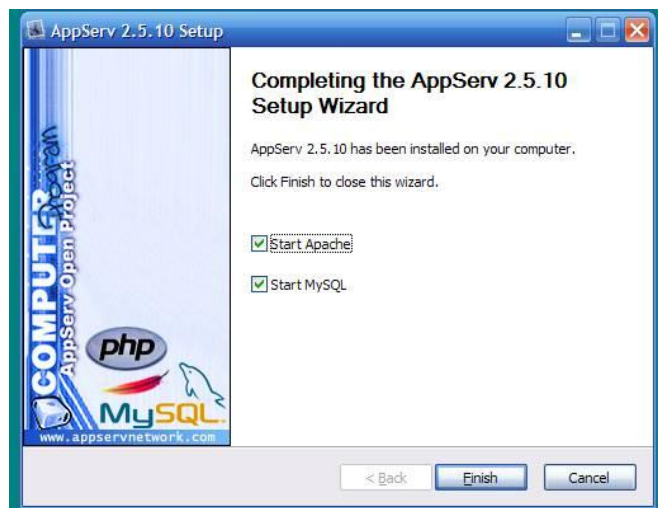 AppServ 2.5.10 Setup
Completing the AppServ 2.5.10
Setup Wizard
AppServ 2.5.10 has been installed on your computer.
Click Finish to close this wizard.
Start Apache
Start MySQL
COMPUTER
Program
AppServ Open Project
php
MySQL
www.appservnetwork.com
< Back
Finish
Cancel